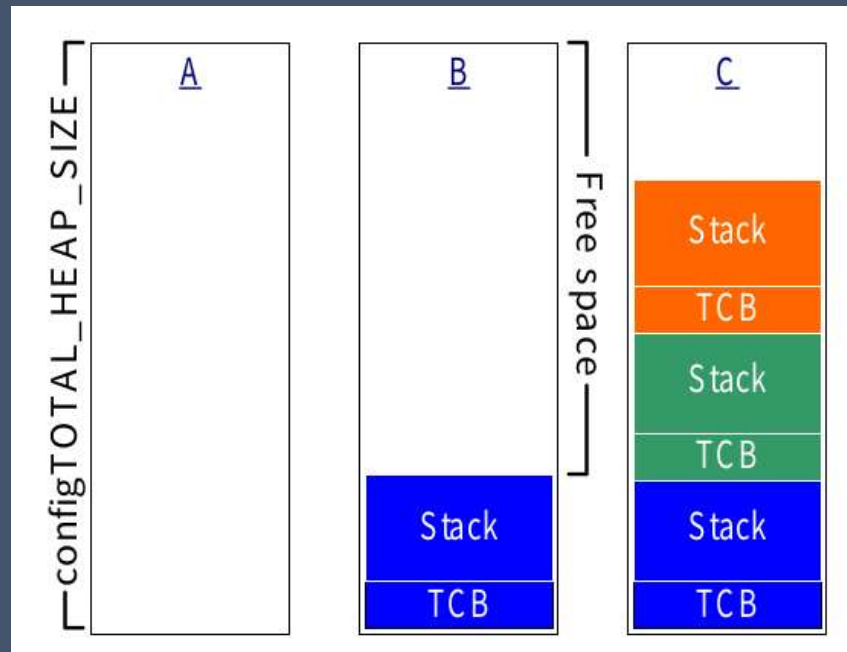 configTOTAL_HEAP_SIZE
A
B
Stack
TCB
Free space
C
Stack
TCB
Stack
TCB
Stack
TCB